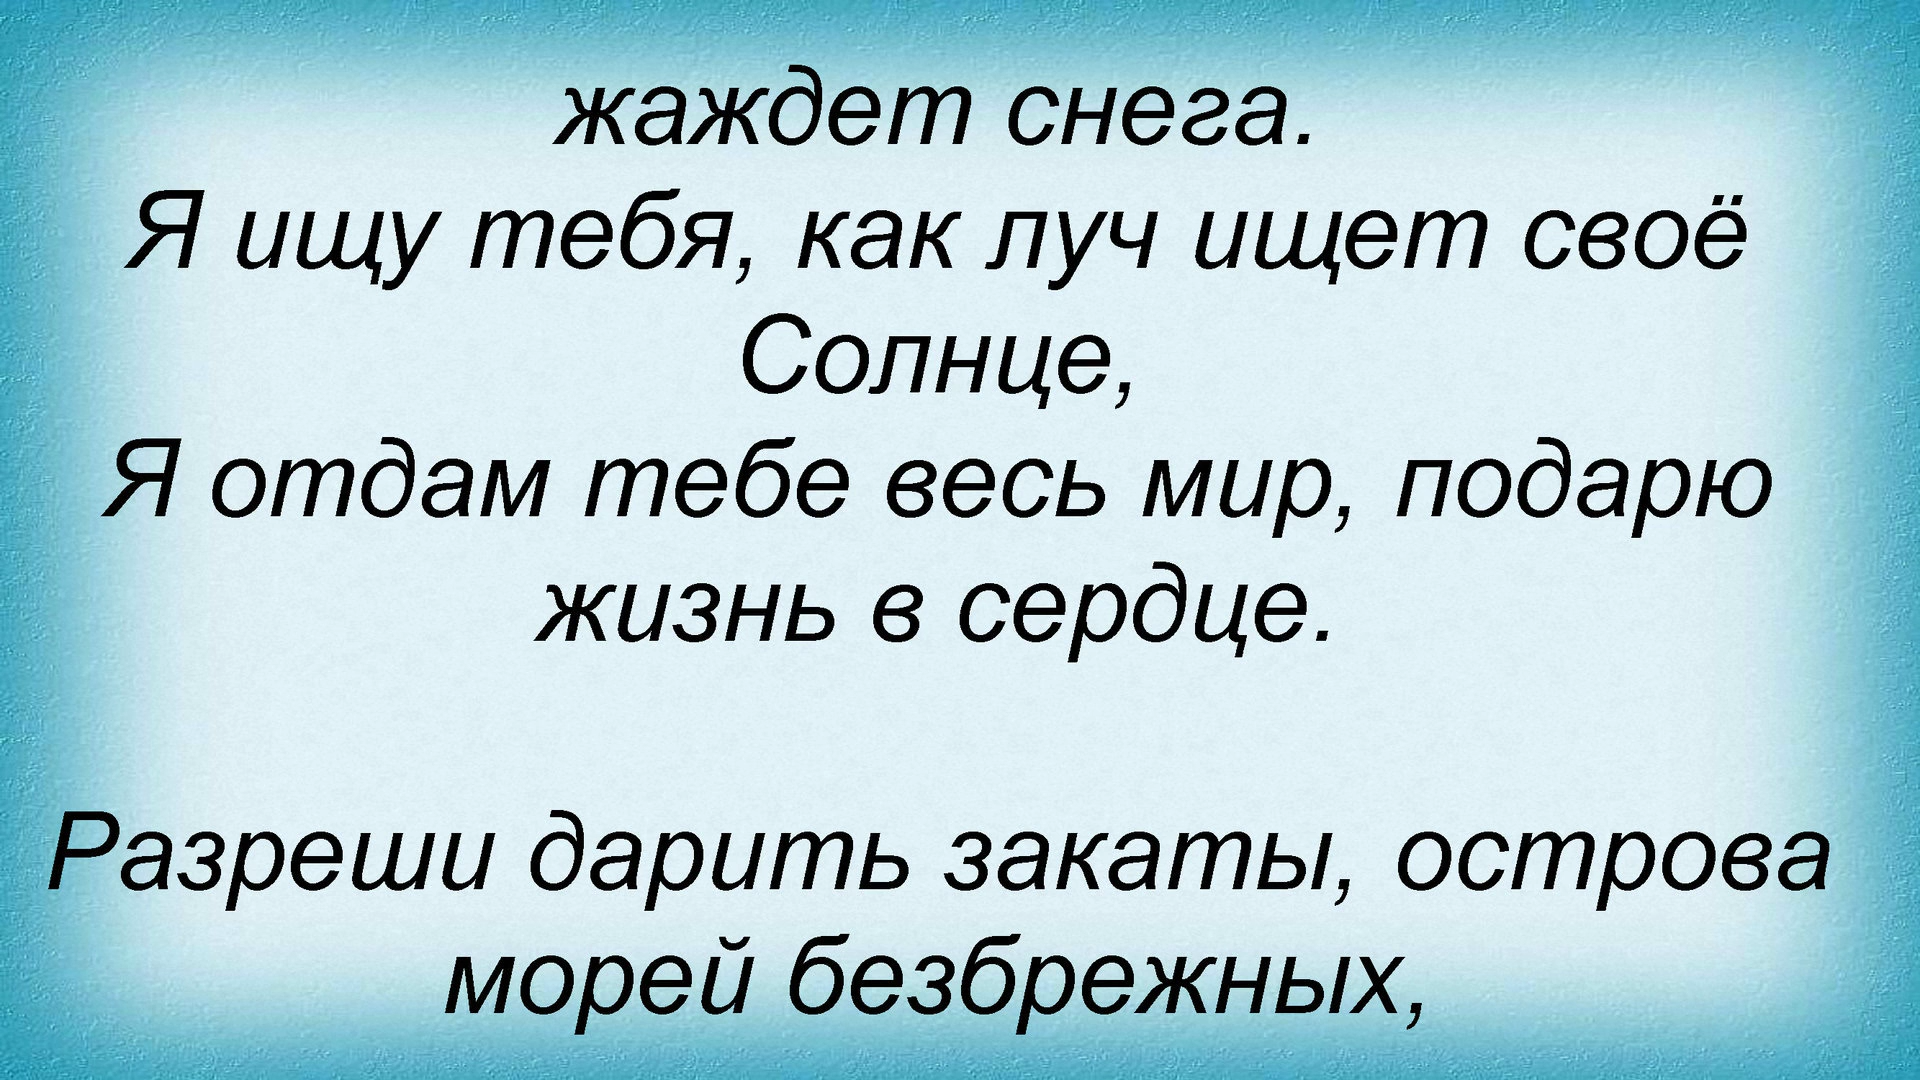 жаждет снега.
Я ищу тебя, как луч ищет своё
Солнце,
Я отдам тебе весь мир, подарю
жизнь в сердце.
Разреши дарить закаты, острова
морей безбрежных,